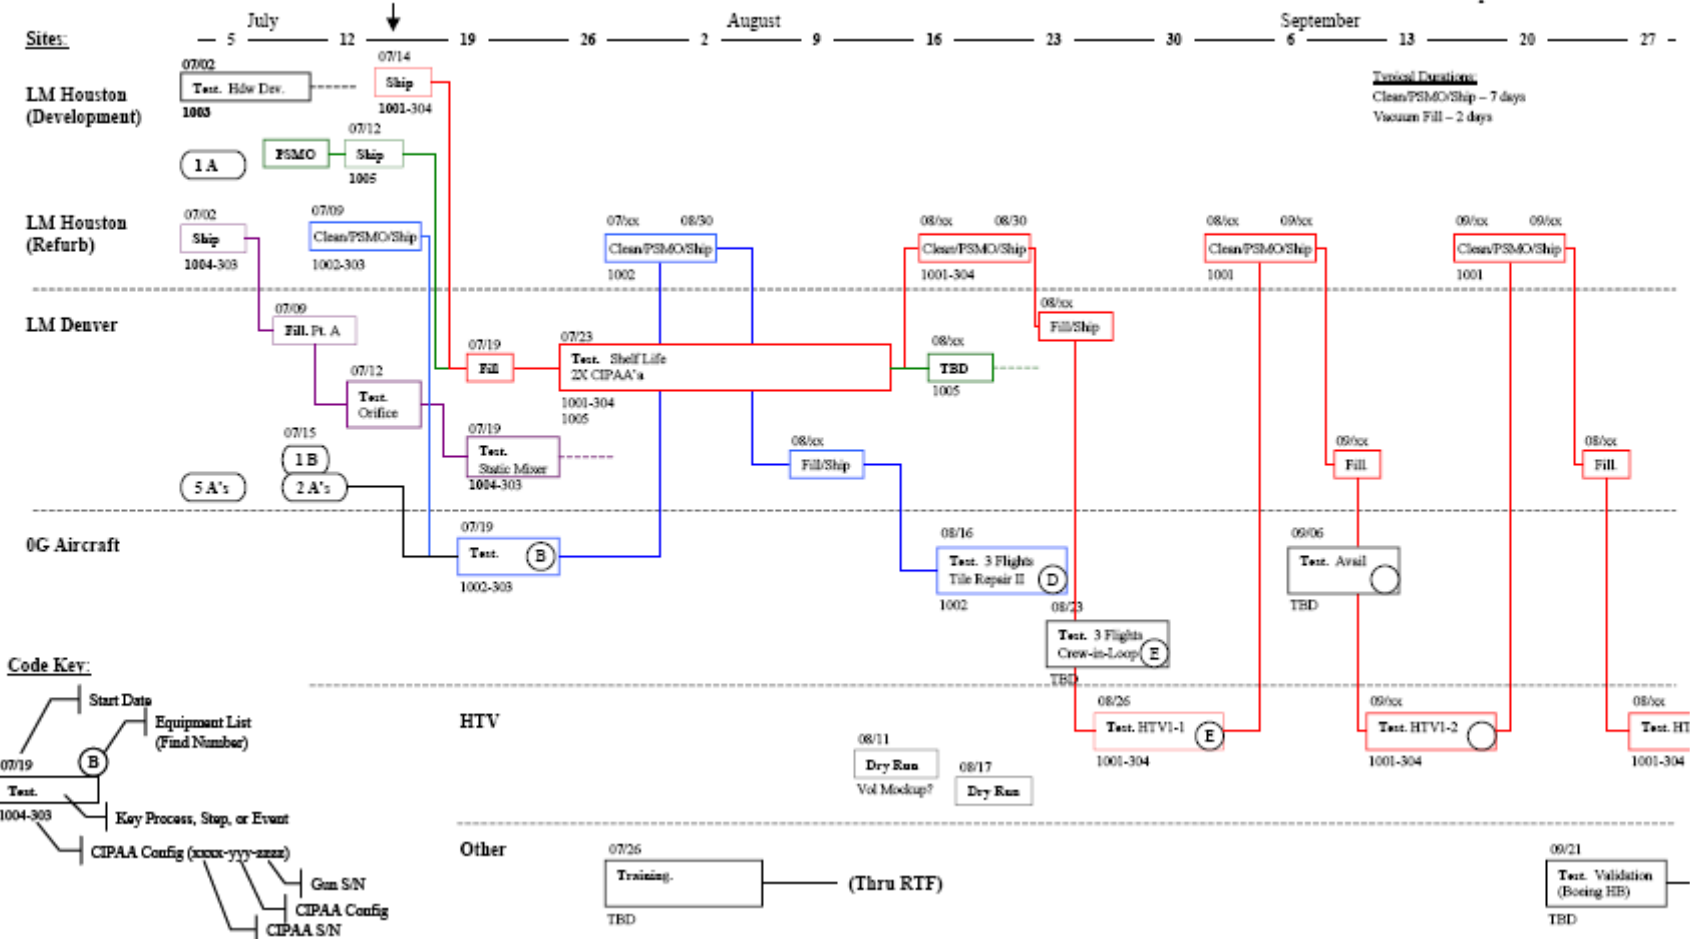 July
August
September
Sites:
5
12
19
26
2
9
16
23
30
6
13
20
27
LM Houston
(Development)
07/02
Test. Hdw Dev.
1003
07/14
Ship
1001-304
Typical Durations:
Clean/PSMO/Ship – 7 days
Vacuum Fill – 2 days
1 A
PSMO
07/12
Ship
1005
LM Houston
(Refurb)
07/02
Ship
1004-303
07/09
Clean/PSMO/Ship
1002-303
07/xx 08/30
Clean/PSMO/Ship
1002
08/xx 08/30
Clean/PSMO/Ship
1001-304
08/xx 09/xx
Clean/PSMO/Ship
1001
09/xx 09/xx
Clean/PSMO/Ship
1001
LM Denver
07/09
Fill. Pt. A
07/12
Test.
Orifice
07/19
Fill
07/23
Test. Shelf Life
2X CIPAA'a
1001-304
1005
08/xx
TBD
1005
08/xx
Fill/Ship
07/19
Test.
Static Mixer
1004-303
07/15
1 B
5 A's
2 A's
08/xx
Fill/Ship
09/xx
Fill.
08/xx
Fill.
0G Aircraft
07/19
Test.
B
1002-303
08/16
Test. 3 Flights
Tile Repair II
D
1002
08/23
Test. 3 Flights
Crew-in-Loop
E
TBD
09/06
Test. Avail
TBD
HTV
08/26
Test. HTV1-1
E
1001-304
09/xx
Test. HTV1-2
1001-304
08/xx
Test. HT
1001-304
08/11
Dry Run
Vol Mockup?
08/17
Dry Run
Other
07/26
Training.
TBD
(Thru RTF)
09/21
Test. Validation
(Boeing HB)
TBD
Code Key:
Start Date
Equipment List
(Find Number)
07/19
B
Test.
1004-303
Key Process, Step, or Event
CIPAA Config (xxxx-yyy-zzzz)
Gun S/N
CIPAA Config
CIPAA S/N